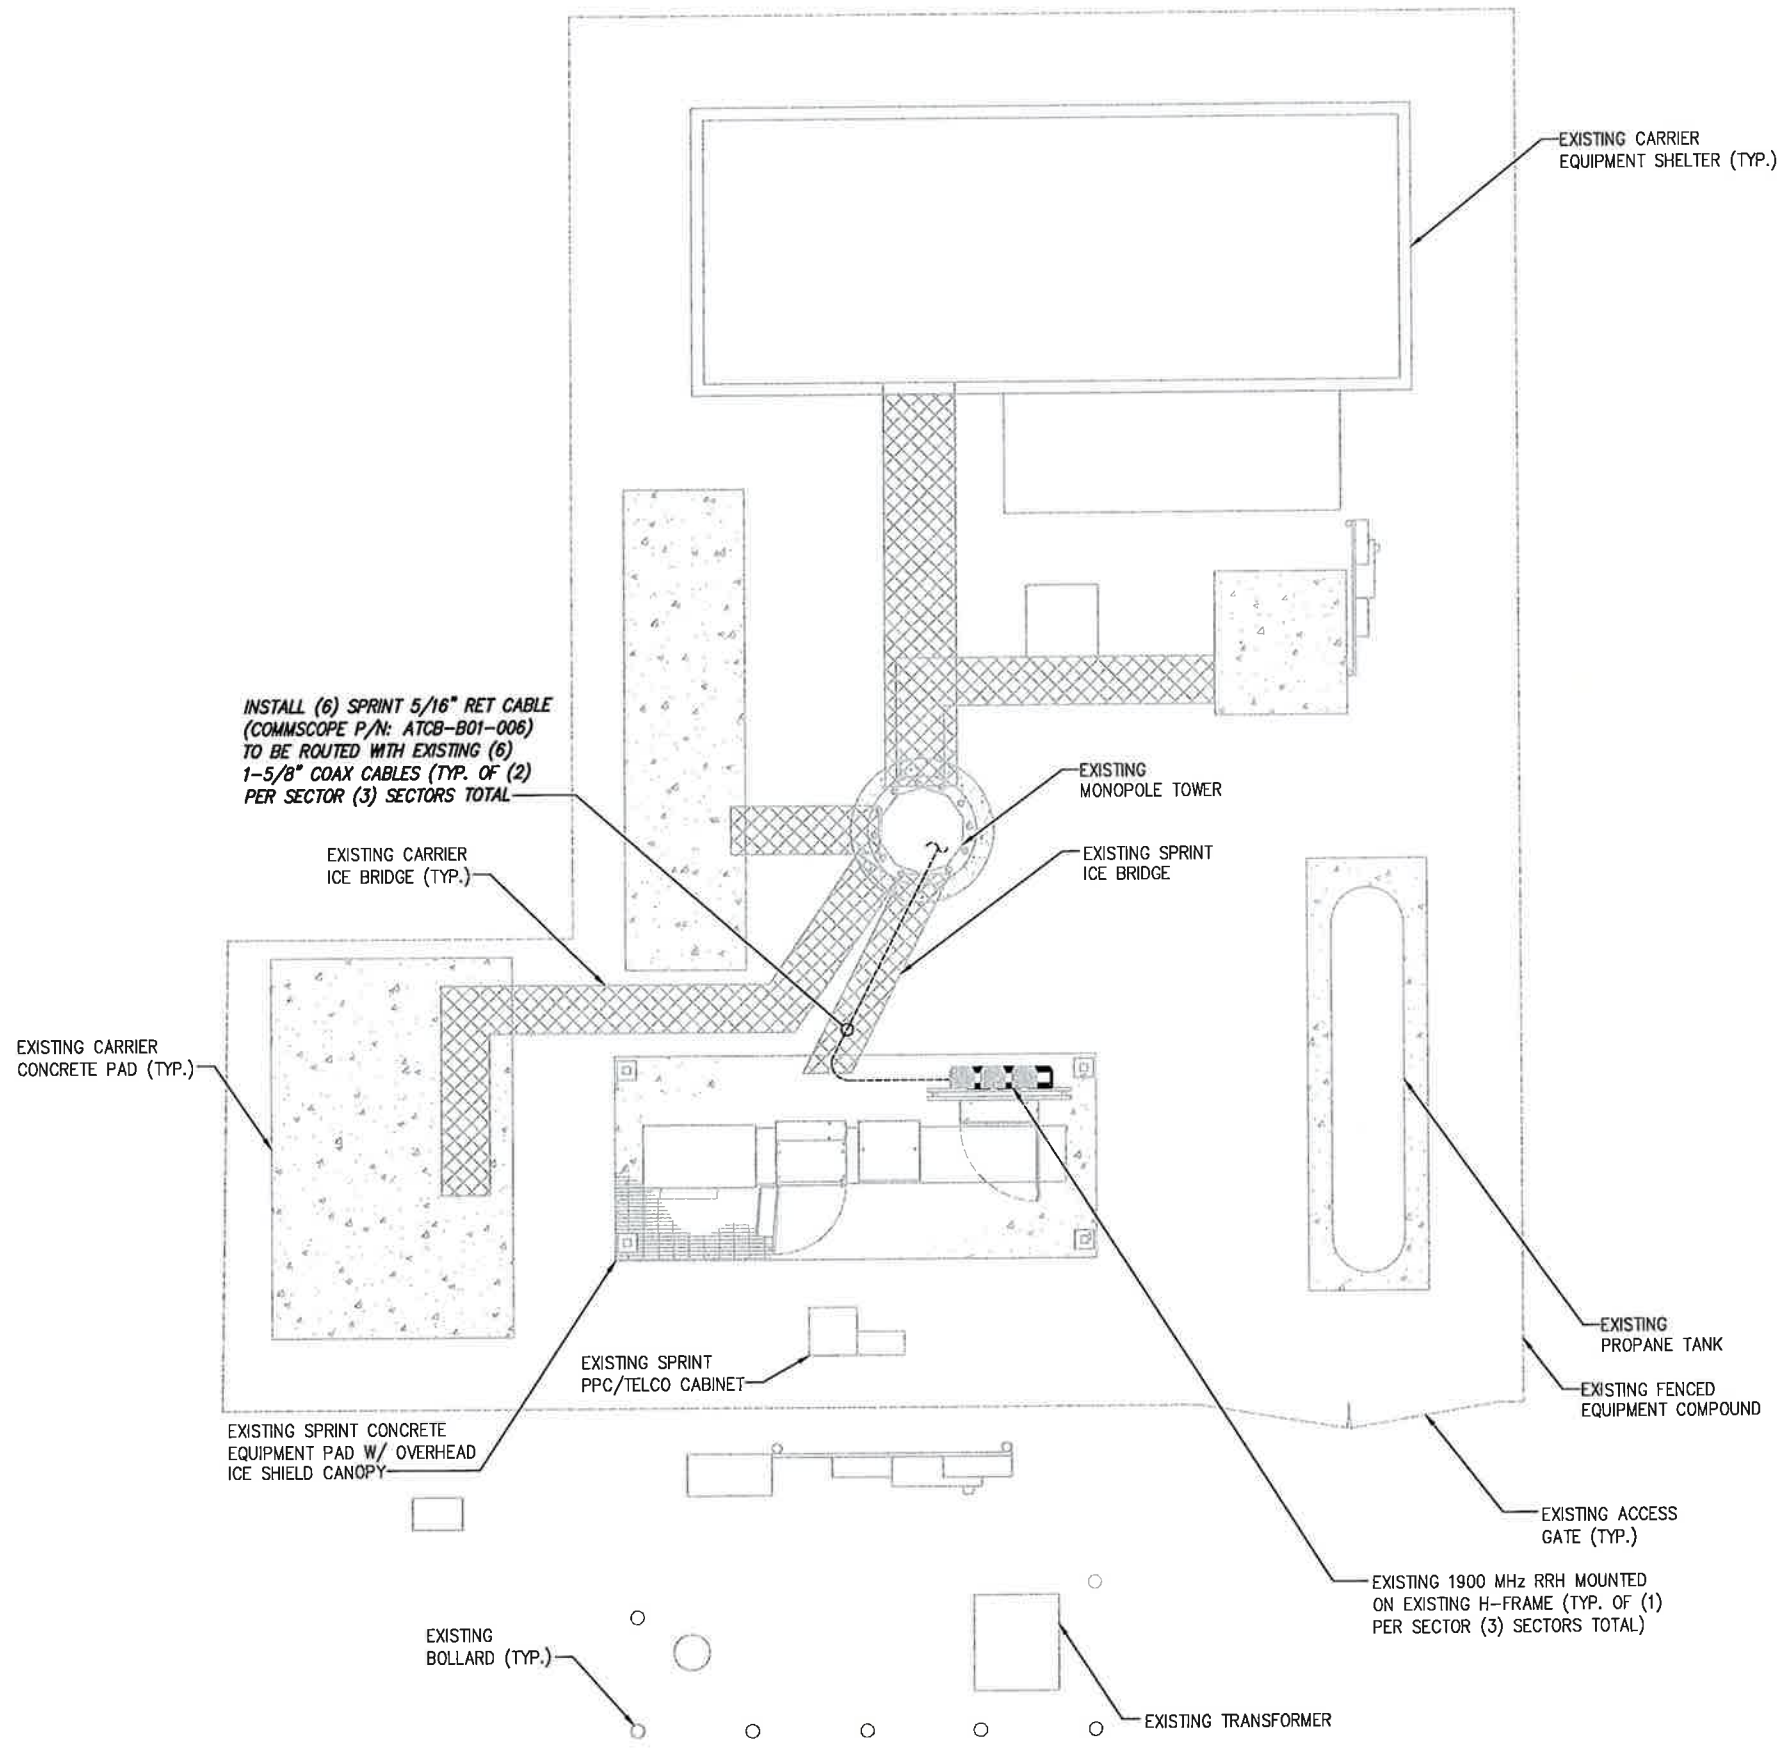 EXISTING CARRIER
EQUIPMENT SHELTER (TYP.)
INSTALL (6) SPRINT 5/16" RET CABLE
(COMMSCOPE P/N: ATCB-B01-006)
TO BE ROUTED WITH EXISTING (6)
1-5/8" COAX CABLES (TYP. OF (2)
PER SECTOR (3) SECTORS TOTAL
EXISTING
MONOPOLE TOWER
EXISTING CARRIER
ICE BRIDGE (TYP.)
EXISTING SPRINT
ICE BRIDGE
EXISTING CARRIER
CONCRETE PAD (TYP.)
EXISTING
PROPANE TANK
EXISTING SPRINT
PPC/TELCO CABINET
EXISTING FENCED
EQUIPMENT COMPOUND
EXISTING SPRINT CONCRETE
EQUIPMENT PAD W/ OVERHEAD
ICE SHIELD CANOPY
EXISTING ACCESS
GATE (TYP.)
EXISTING 1900 MHz RRH MOUNTED
ON EXISTING H-FRAME (TYP. OF (1)
PER SECTOR (3) SECTORS TOTAL)
EXISTING
BOLLARD (TYP.)
EXISTING TRANSFORMER